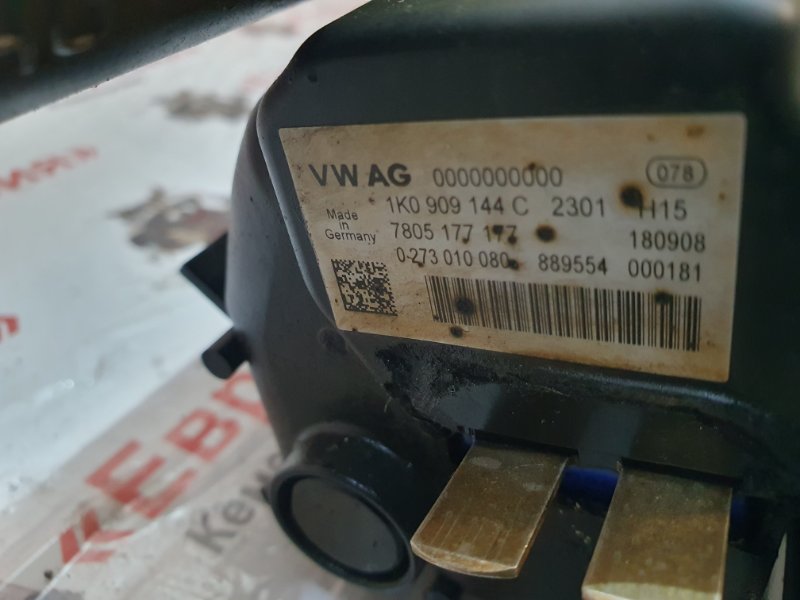 VW AG 0000000000 078
1K0 909 144 C 2301 H15
Made in Germany 7805 177 177 180908
0 273 010 080 889554 000181